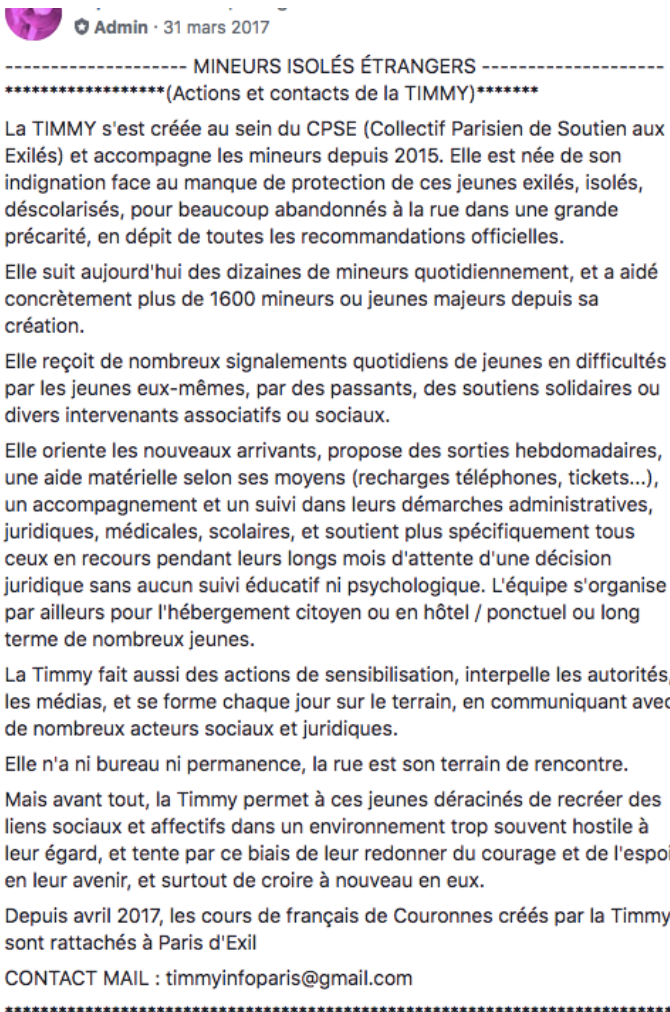 Admin · 31 mars 2017
-------------------- MINEURS ISOLÉS ÉTRANGERS --------------------
******************(Actions et contacts de la TIMMY)*******
La TIMMY s'est créée au sein du CPSE (Collectif Parisien de Soutien aux
Exilés) et accompagne les mineurs depuis 2015. Elle est née de son
indignation face au manque de protection de ces jeunes exilés, isolés,
déscolarisés, pour beaucoup abandonnés à la rue dans une grande
précarité, en dépit de toutes les recommandations officielles.
Elle suit aujourd'hui des dizaines de mineurs quotidiennement, et a aidé
concrètement plus de 1600 mineurs ou jeunes majeurs depuis sa
création.
Elle reçoit de nombreux signalements quotidiens de jeunes en difficultés
par les jeunes eux-mêmes, par des passants, des soutiens solidaires ou
divers intervenants associatifs ou sociaux.
Elle oriente les nouveaux arrivants, propose des sorties hebdomadaires,
une aide matérielle selon ses moyens (recharges téléphones, tickets...),
un accompagnement et un suivi dans leurs démarches administratives,
juridiques, médicales, scolaires, et soutient plus spécifiquement tous
ceux en recours pendant leurs longs mois d'attente d'une décision
juridique sans aucun suivi éducatif ni psychologique. L'équipe s'organise
par ailleurs pour l'hébergement citoyen ou en hôtel / ponctuel ou long
terme de nombreux jeunes.
La Timmy fait aussi des actions de sensibilisation, interpelle les autorités,
les médias, et se forme chaque jour sur le terrain, en communiquant avec
de nombreux acteurs sociaux et juridiques.
Elle n'a ni bureau ni permanence, la rue est son terrain de rencontre.
Mais avant tout, la Timmy permet à ces jeunes déracinés de recréer des
liens sociaux et affectifs dans un environnement trop souvent hostile à
leur égard, et tente par ce biais de leur redonner du courage et de l'espoi
en leur avenir, et surtout de croire à nouveau en eux.
Depuis avril 2017, les cours de français de Couronnes créés par la Timmy
sont rattachés à Paris d'Exil
CONTACT MAIL : timmyinfoparis@gmail.com
**************************************************************************